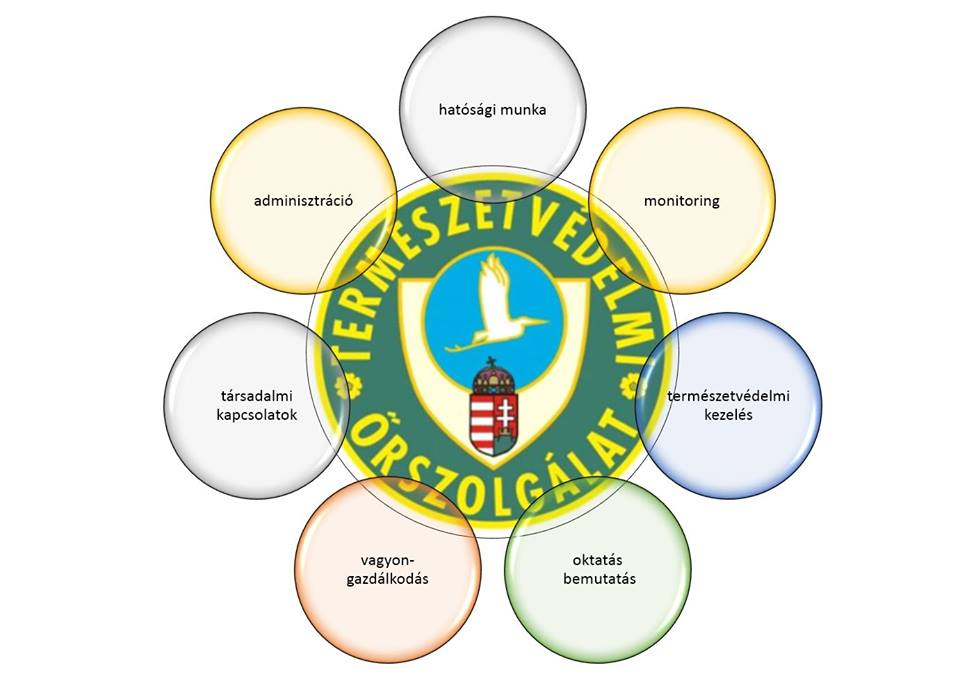 hatósági munka
monitoring
természetvédelmi
kezelés
oktatás
bemutatás
vagyon-
gazdálkodás
társadalmi
kapcsolatok
adminisztráció
TERMÉSZETVÉDELMI
ŐRSZOLGÁLAT